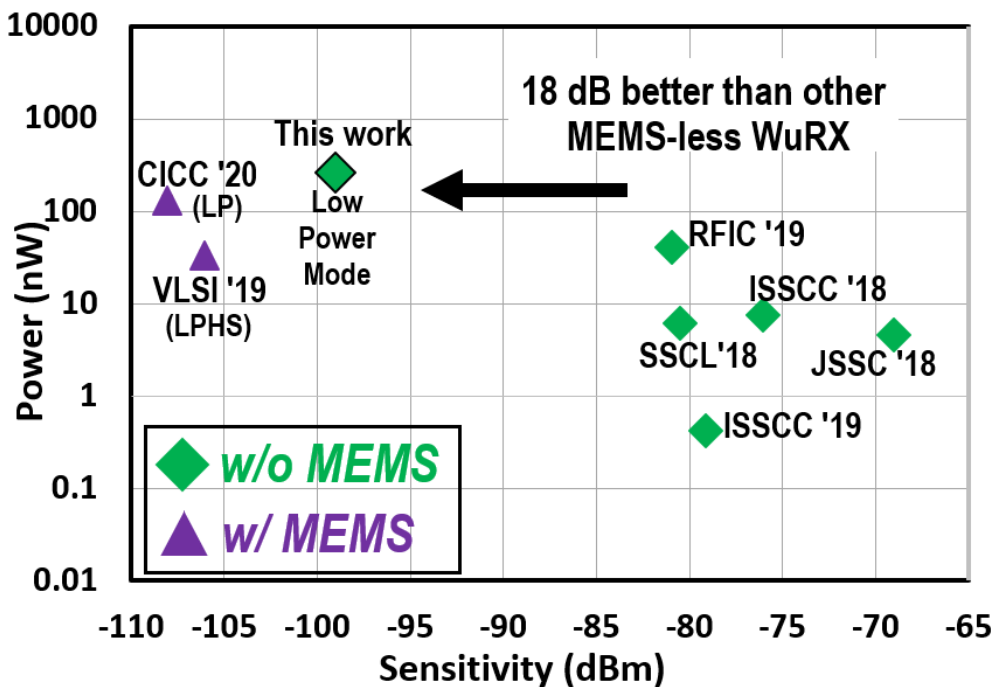 10000
1000
100
10
1
0.1
0.01
Power (nW)
18 dB better than other
MEMS-less WuRX
This work
Low
Power
Mode
CICC '20
(LP)
VLSI '19
(LPHS)
RFIC '19
ISSCC '18
SSCL'18
JSSC '18
ISSCC '19
w/o MEMS
w/ MEMS
-110 -105 -100 -95 -90 -85 -80 -75 -70 -65
Sensitivity (dBm)